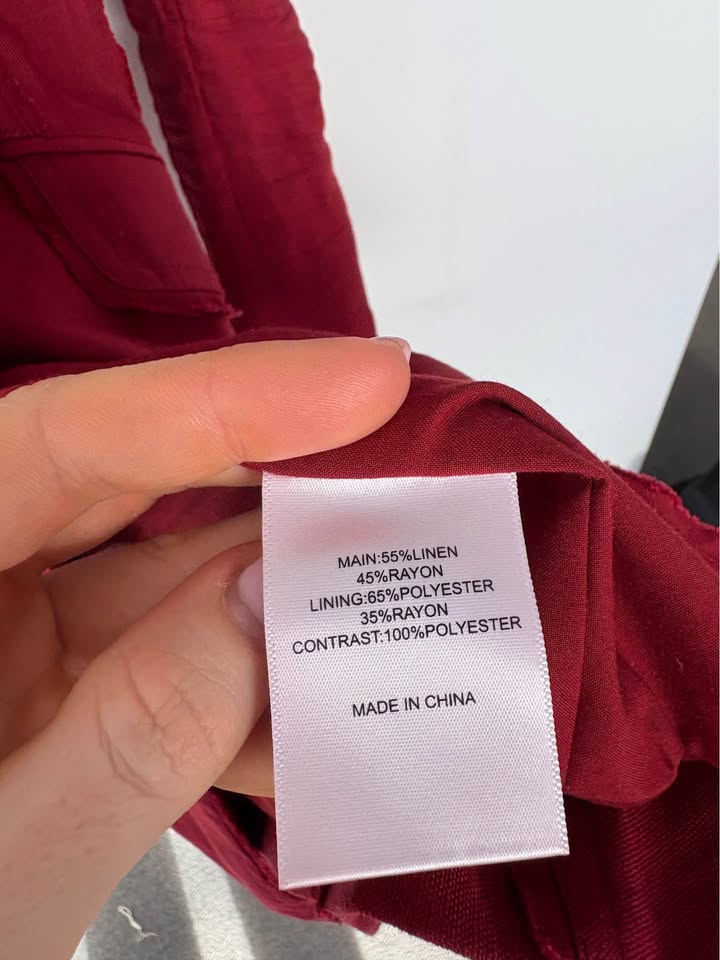 MAIN:55%LINEN
45%RAYON
LINING:65%POLYESTER
35%RAYON
CONTRAST:100%POLYESTER
MADE IN CHINA